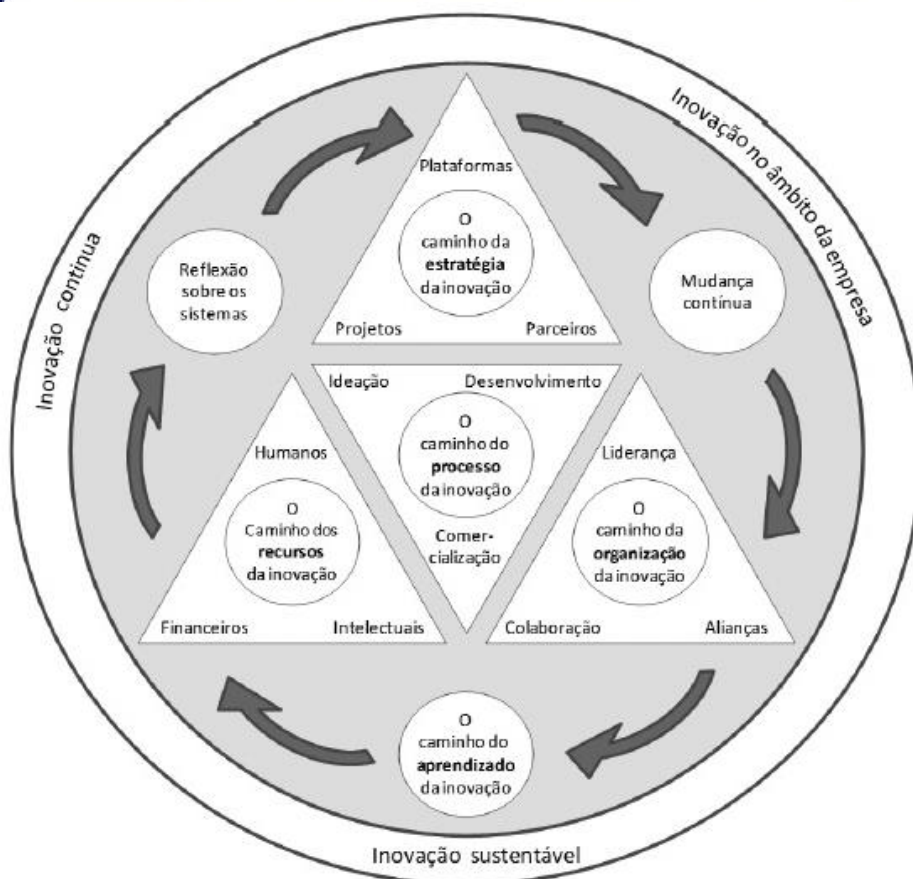 Inovação contínua
Inovação no âmbito da empresa
Plataformas
O
caminho da
estratégia
da inovação
Projetos
Parceiros
Reflexão
sobre os
sistemas
Mudança
contínua
Ideação
Desenvolvimento
O
caminho do
processo
da inovação
Comer-
cialização
Humanos
O
Caminho dos
recursos
da inovação
Financeiros
Intelectuais
Liderança
O
caminho da
organização
da inovação
Colaboração
Alianças
O
caminho do
aprendizado
da inovação
Inovação sustentável